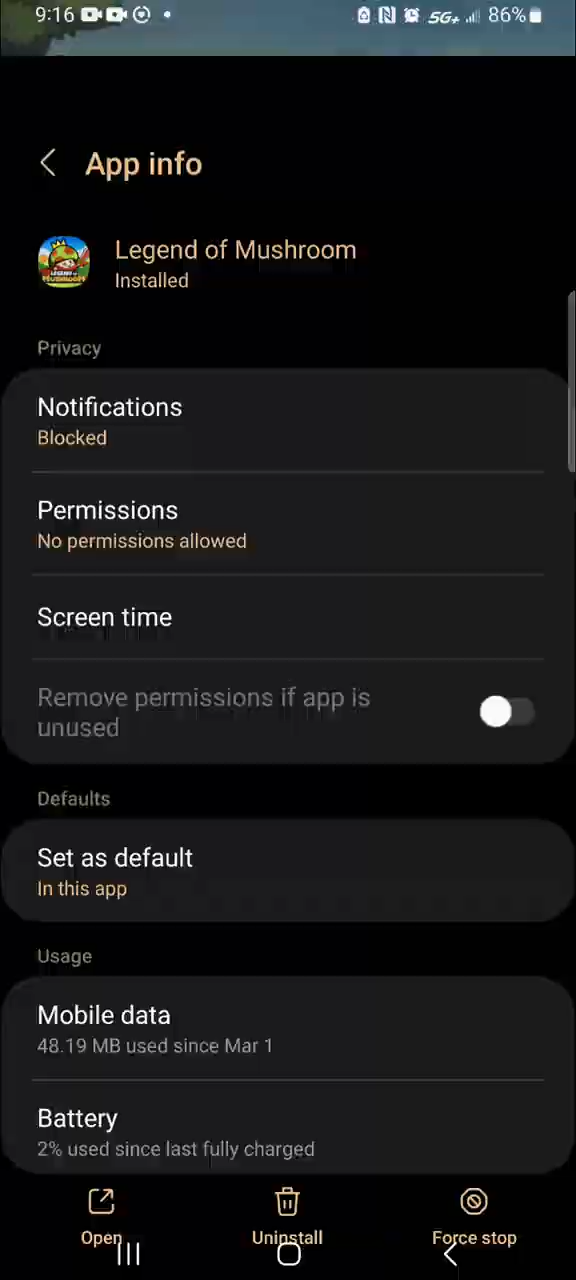 9:16 5G+ 86%
App info
Legend of Mushroom
Installed
Privacy
Notifications
Blocked
Permissions
No permissions allowed
Screen time
Remove permissions if app is
unused
Defaults
Set as default
In this app
Usage
Mobile data
48.19 MB used since Mar 1
Battery
2% used since last fully charged
Open Uninstall Force stop